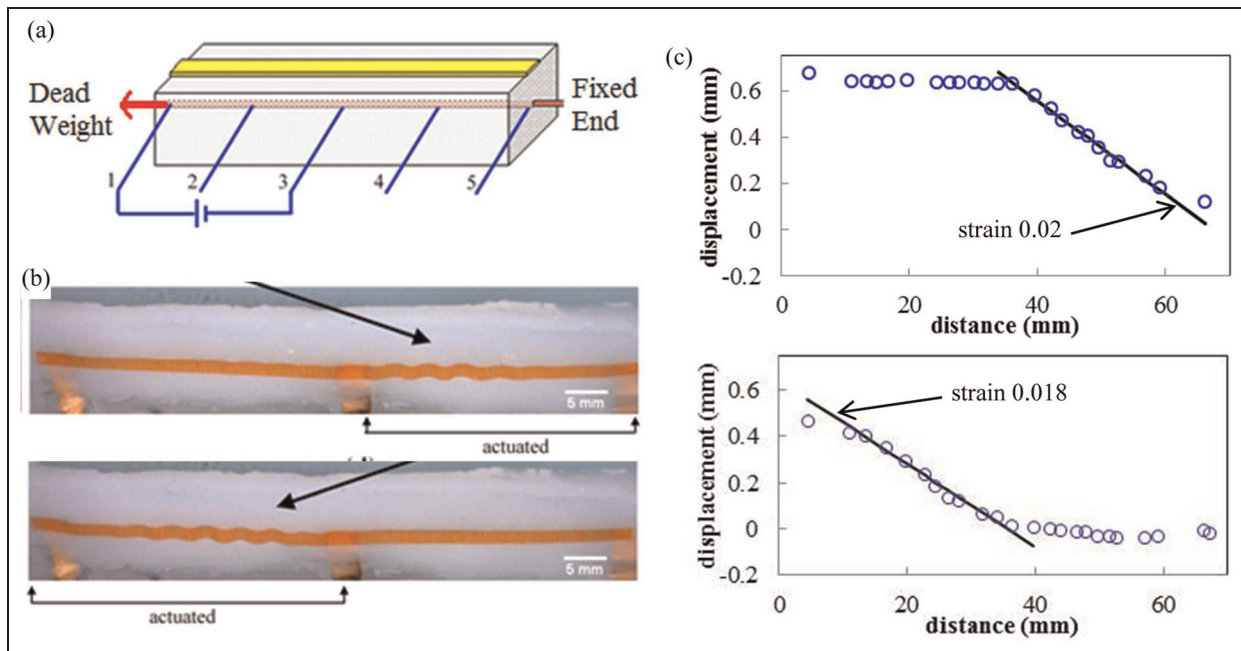 (a)
Dead
Weight
Fixed
End
1
2
3
4
5
(b)
5 mm
actuated
5 mm
actuated
(c)
displacement (mm)
0.6
0.4
0.2
0
-0.2
strain 0.02
0 20 40 60
distance (mm)
displacement (mm)
0.6
0.4
0.2
0
-0.2
strain 0.018
0 20 40 60
distance (mm)